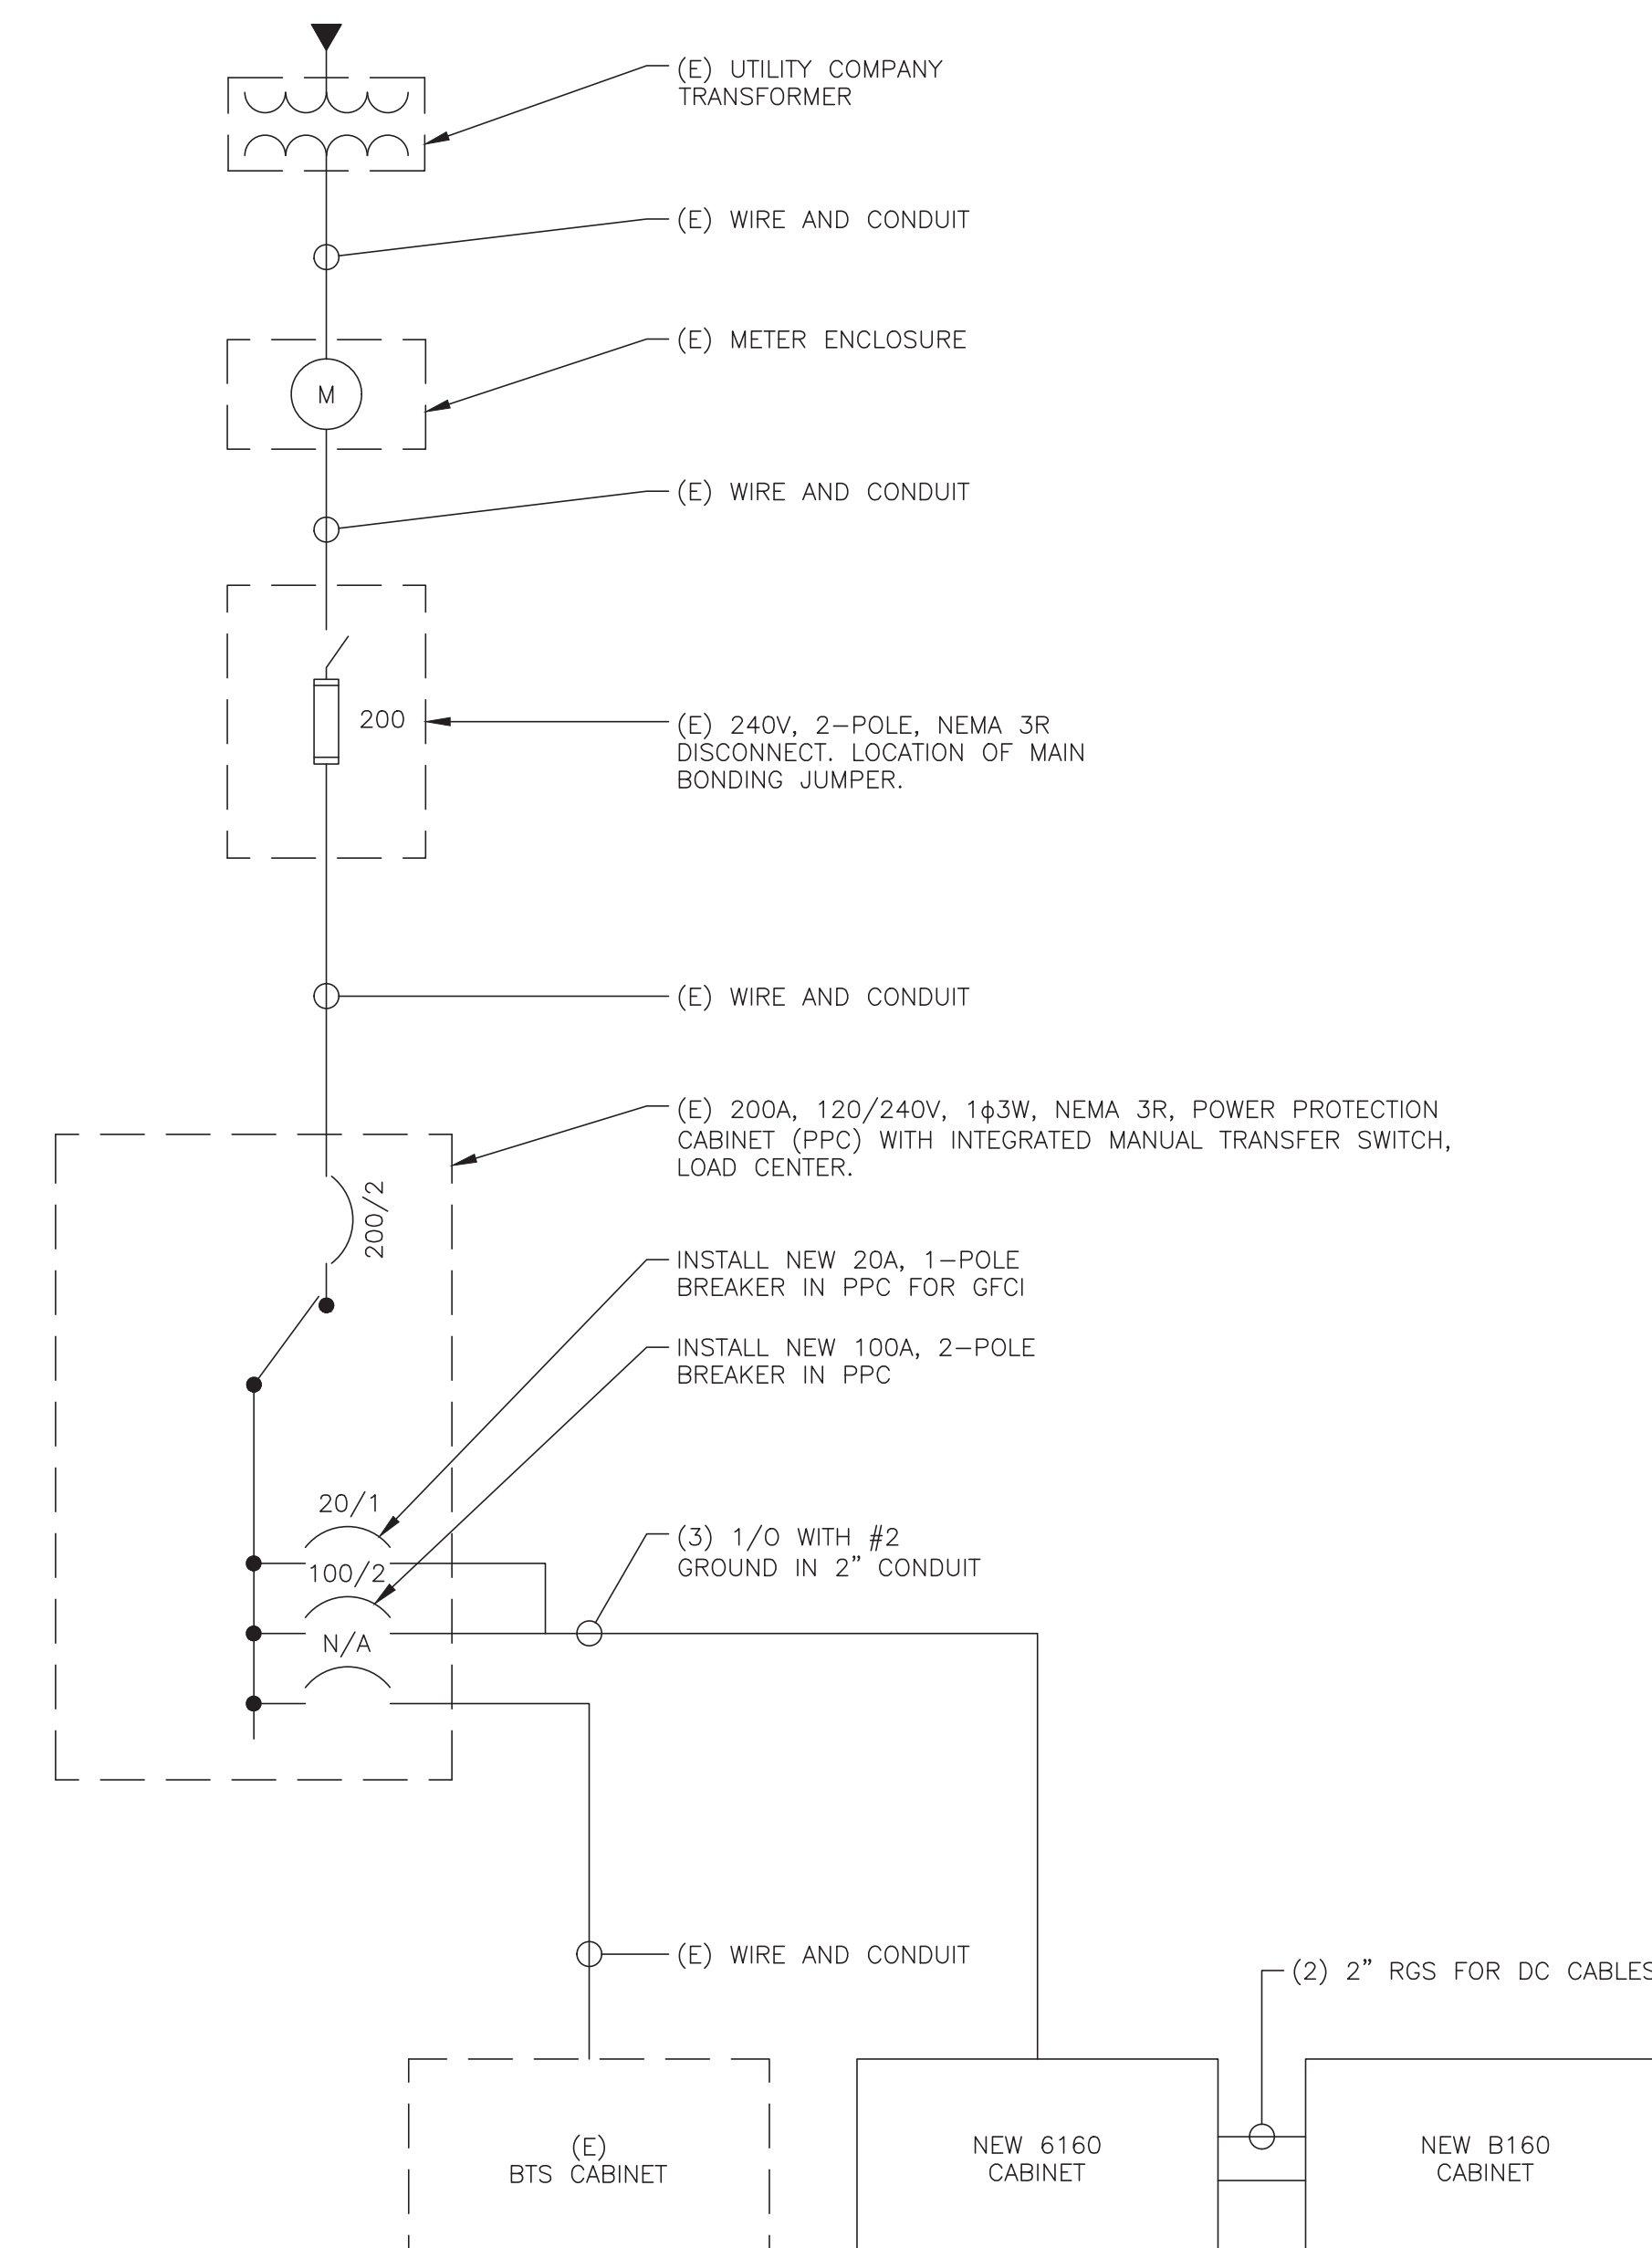 (E) UTILITY COMPANY
TRANSFORMER
(E) WIRE AND CONDUIT
(E) METER ENCLOSURE
M
(E) WIRE AND CONDUIT
200
(E) 240V, 2-POLE, NEMA 3R
DISCONNECT. LOCATION OF MAIN
BONDING JUMPER.
(E) WIRE AND CONDUIT
(E) 200A, 120/240V, 1ϕ3W, NEMA 3R, POWER PROTECTION
CABINET (PPC) WITH INTEGRATED MANUAL TRANSFER SWITCH,
LOAD CENTER.
200/2
INSTALL NEW 20A, 1-POLE
BREAKER IN PPC FOR GFCI
INSTALL NEW 100A, 2-POLE
BREAKER IN PPC
20/1
100/2
N/A
(3) 1/0 WITH #2
GROUND IN 2" CONDUIT
(E) WIRE AND CONDUIT
(2) 2" RGS FOR DC CABLES
(E)
BTS CABINET
NEW 6160
CABINET
NEW B160
CABINET